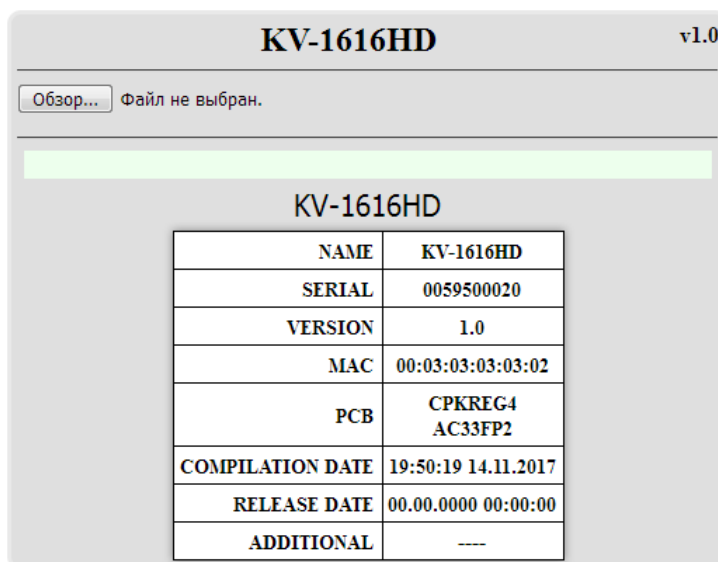 KV-1616HD v1.0
Обзор... Файл не выбран.
KV-1616HD
NAME KV-1616HD
SERIAL 0059500020
VERSION 1.0
MAC 00:03:03:03:03:02
PCB CPKREG4
AC33FP2
COMPILATION DATE 19:50:19 14.11.2017
RELEASE DATE 00.00.0000 00:00:00
ADDITIONAL ----